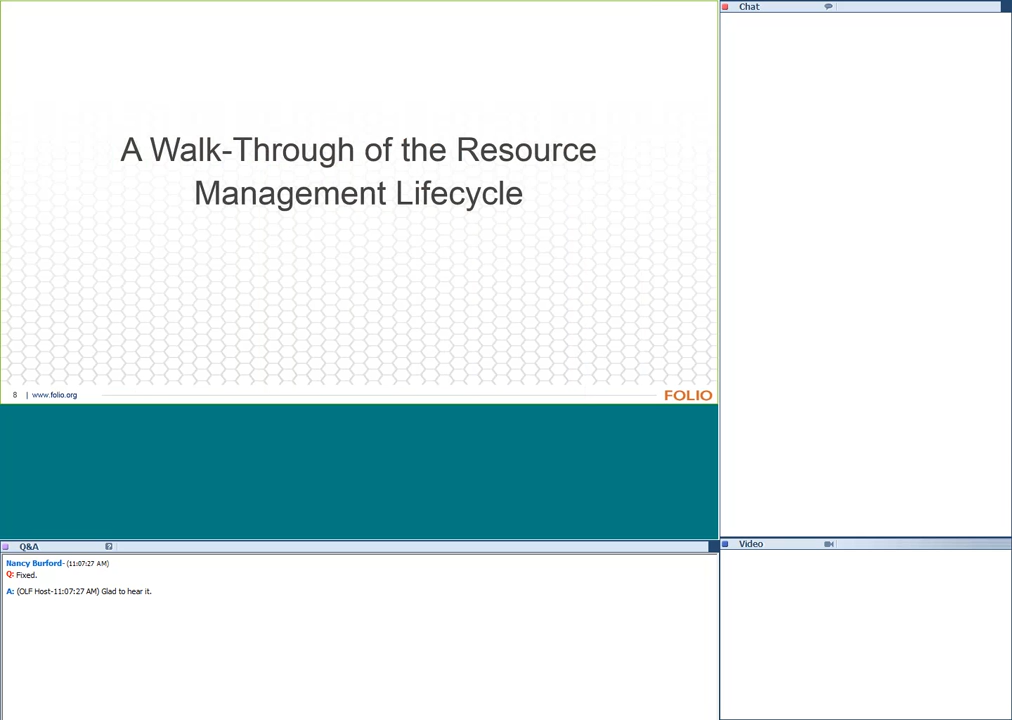 A Walk-Through of the Resource
Management Lifecycle
8 | www.folio.org
FOLIO
Chat
Q&A
Nancy Burford- (11:07:27 AM)
Q: Fixed.
A: (OLF Host-11:07:27 AM) Glad to hear it.
Video